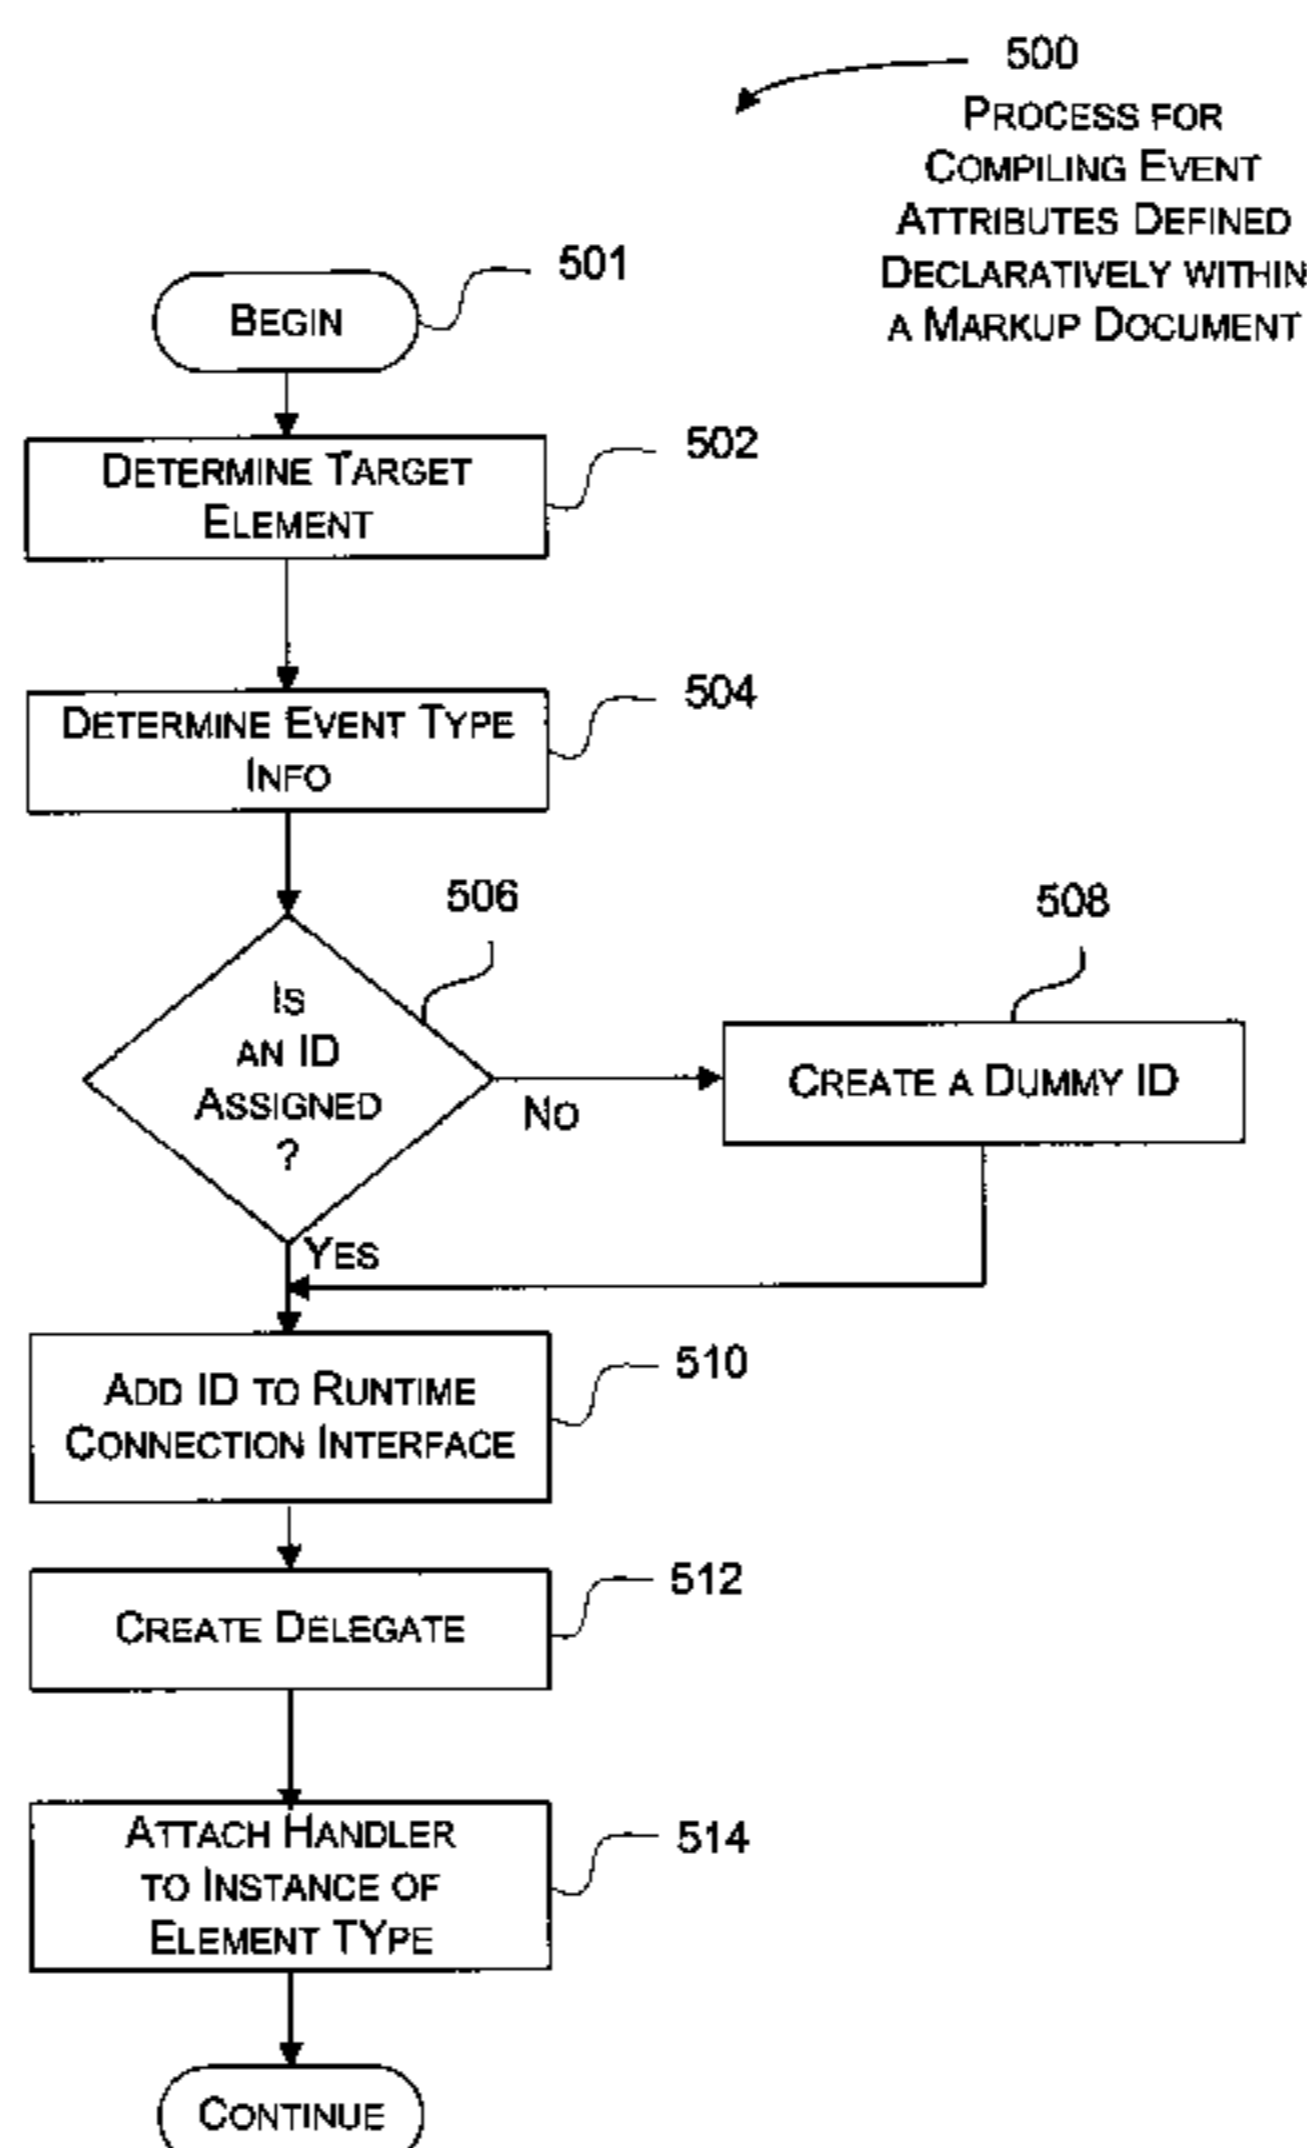 500
PROCESS FOR
COMPILING EVENT
ATTRIBUTES DEFINED
DECLARATIVELY WITHIN
A MARKUP DOCUMENT
501
BEGIN
502
DETERMINE TARGET
ELEMENT
504
DETERMINE EVENT TYPE
INFO
506
IS
AN ID
ASSIGNED
?
NO
YES
508
CREATE A DUMMY ID
510
ADD ID TO RUNTIME
CONNECTION INTERFACE
512
CREATE DELEGATE
514
ATTACH HANDLER
TO INSTANCE OF
ELEMENT TYPE
CONTINUE